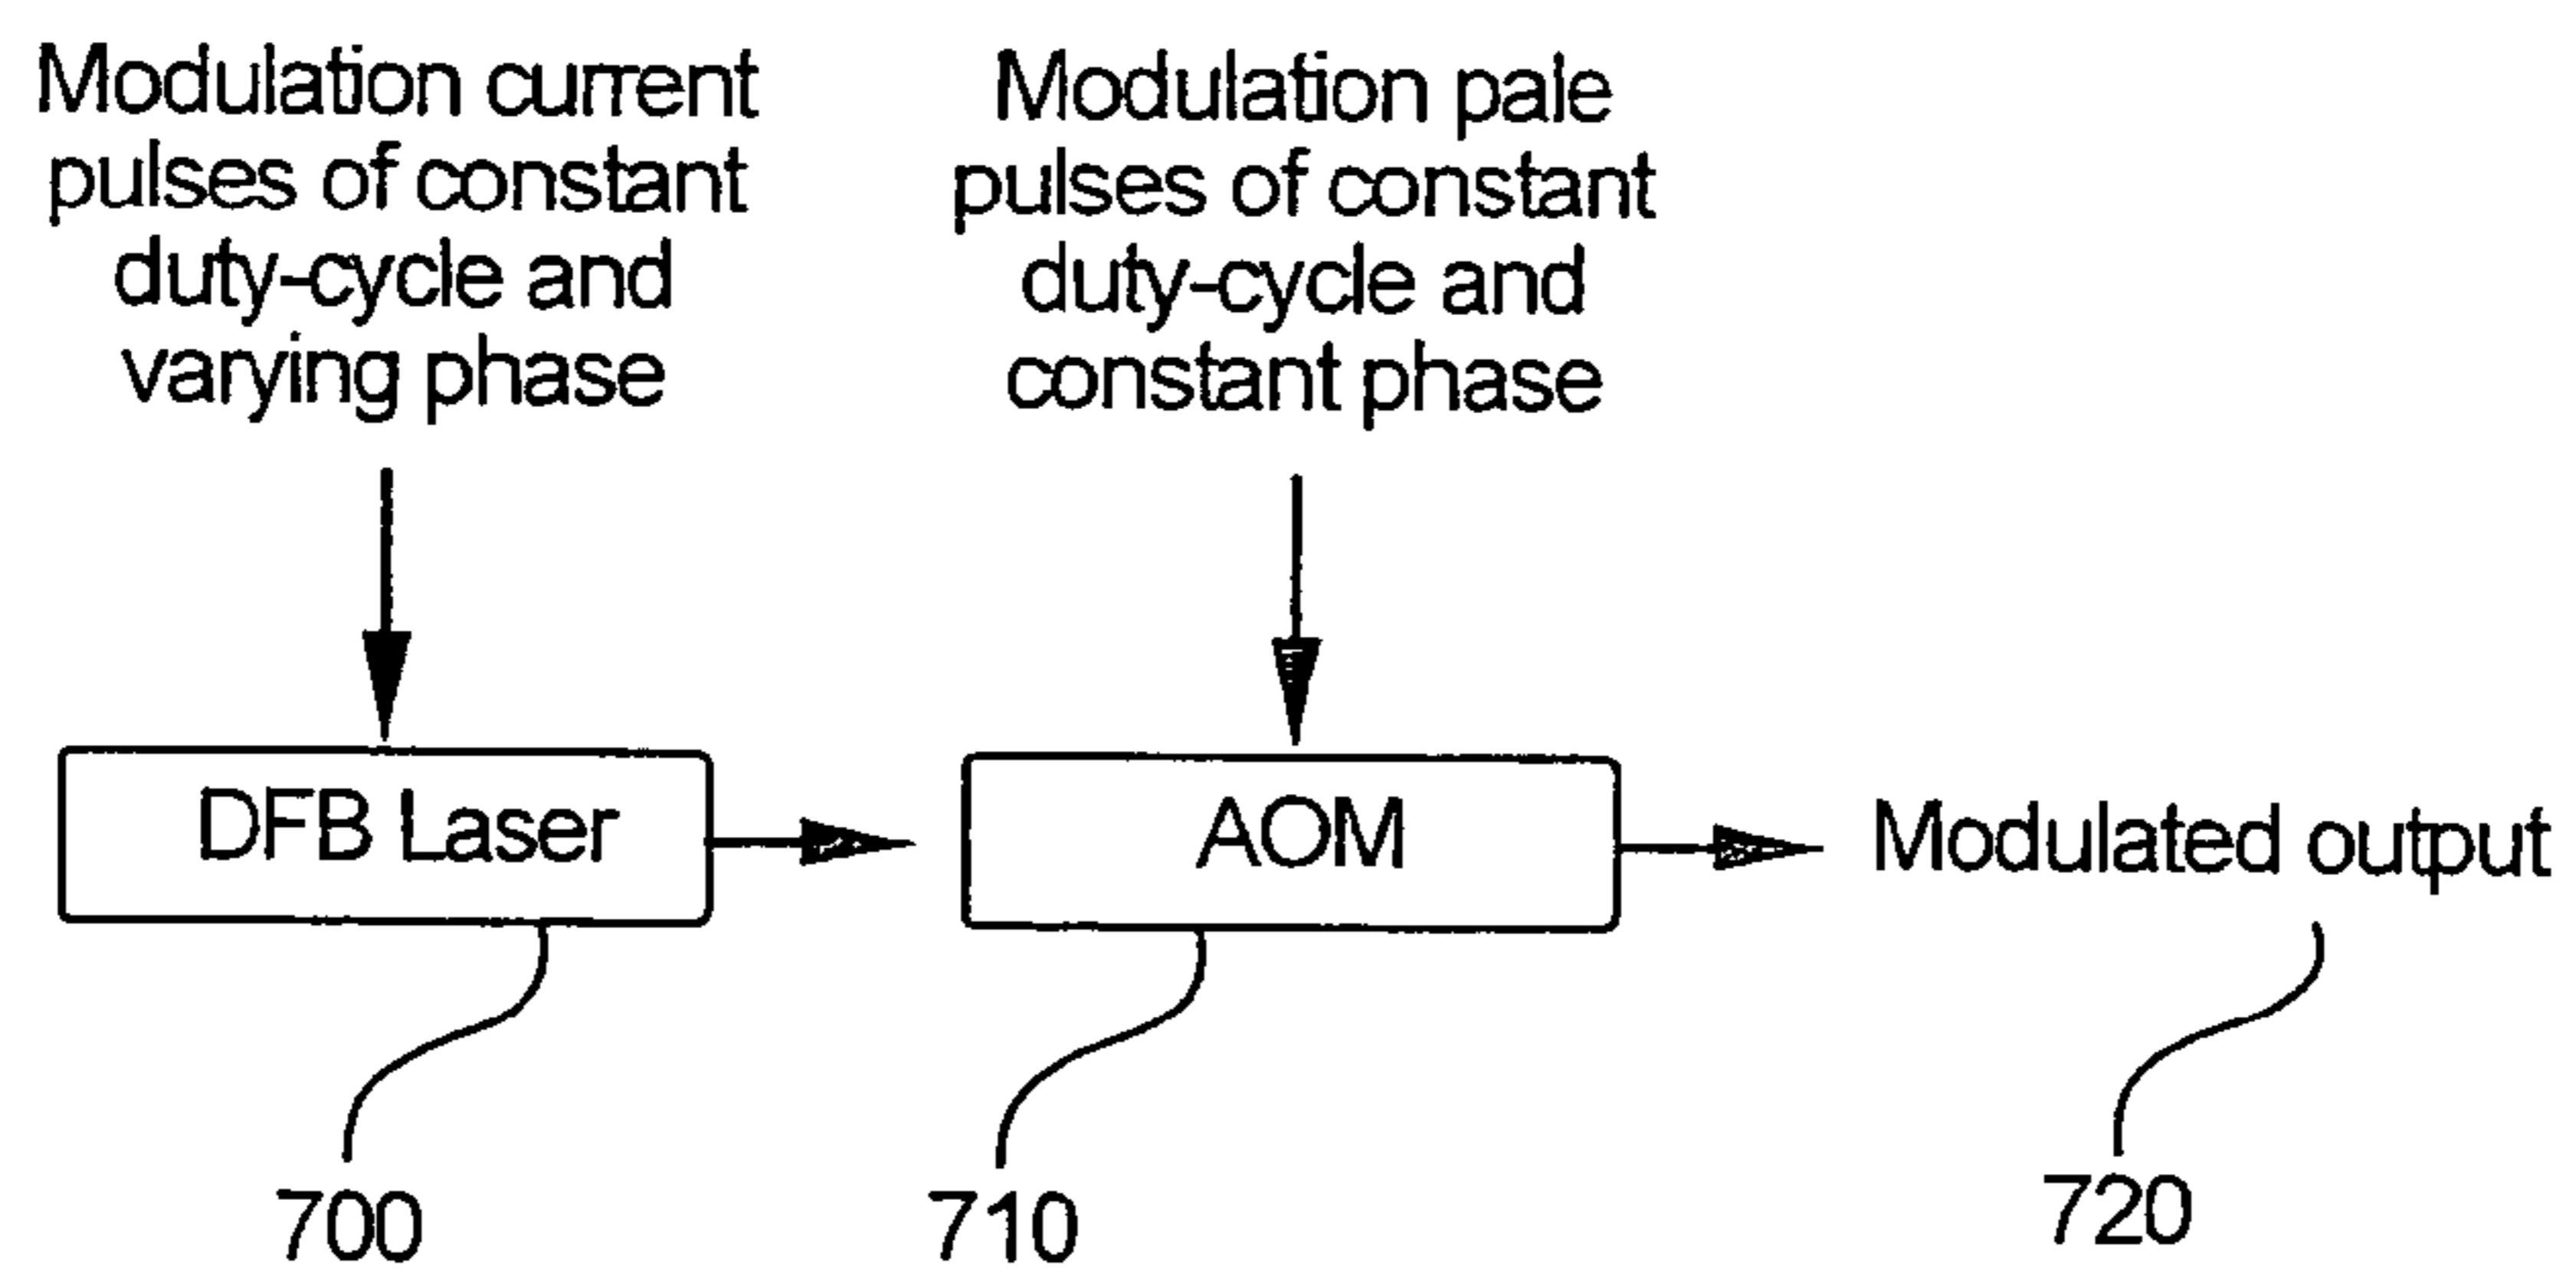 Modulation current
pulses of constant
duty-cycle and
varying phase
Modulation pale
pulses of constant
duty-cycle and
constant phase
DFB Laser
AOM
Modulated output
700
710
720